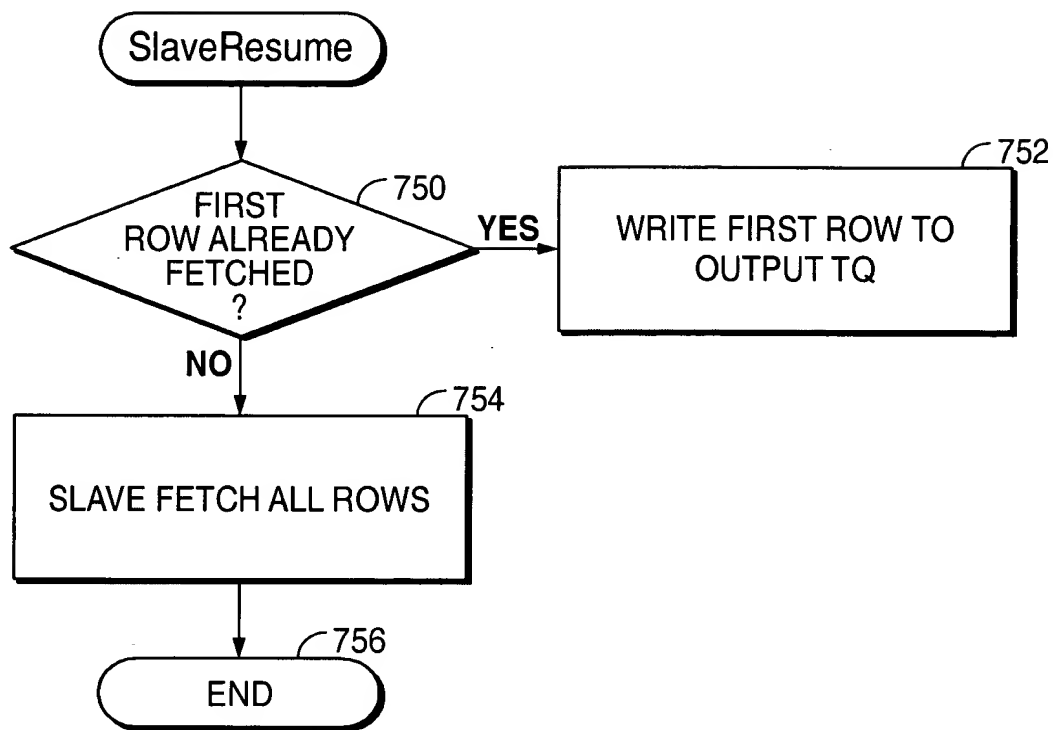 SlaveResume
750
FIRST
ROW ALREADY
FETCHED
?
YES
752
WRITE FIRST ROW TO
OUTPUT TQ
NO
754
SLAVE FETCH ALL ROWS
756
END